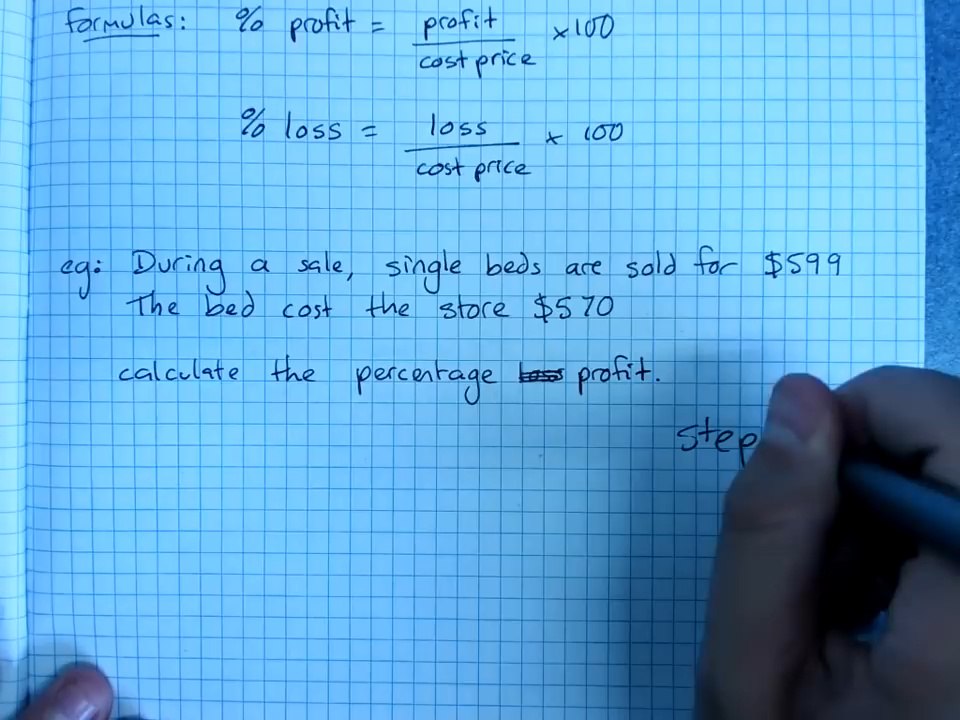 Formulas: % profit = profit / cost price ×100
% loss = loss / cost price × 100
eg: During a sale, single beds are sold for $599
The bed cost the store $570
calculate the percentage profit.
step